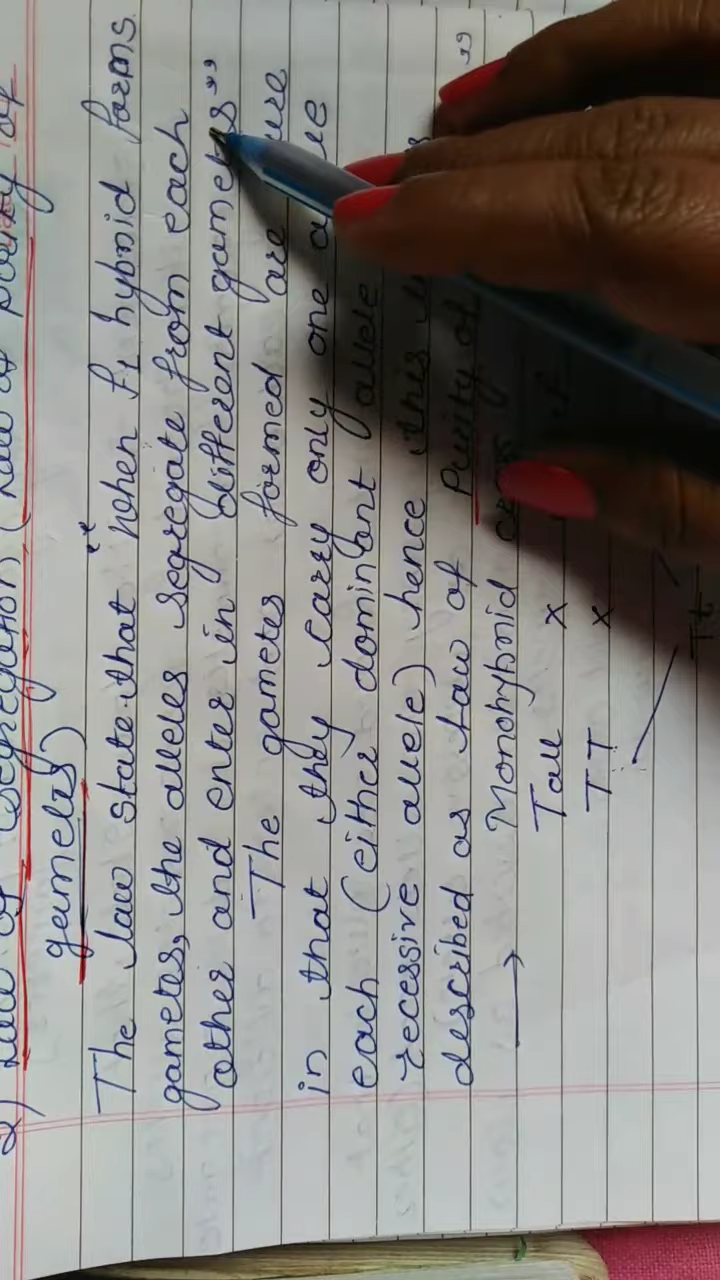 2) Law of segregation (Law of purity of
gametes)
The law state that "when F1 hybrid forms
gametes, the alleles segregate from each
other and enter in different gametes"
The gametes formed are
in that they carry only one
each (either dominant allele
recessive allele) hence this
described as law of Purity of
→ Monohybrid cross
Tall x
TT x
Tt